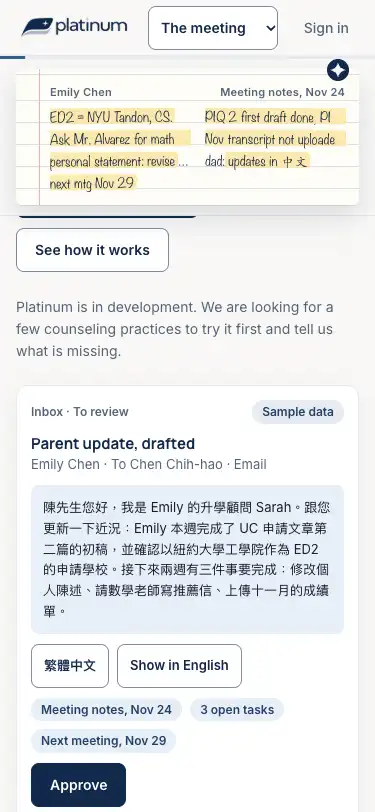 platinum
The meeting
Sign in
Emily Chen
Meeting notes, Nov 24
ED2 = NYU Tandon, CS.
Ask Mr. Alvarez for math
personal statement: revise ...
next mtg Nov 29
PIQ 2 first draft done, PI
Nov transcript not uploade
dad: updates in 中文
See how it works
Platinum is in development. We are looking for a
few counseling practices to try it first and tell us
what is missing.
Inbox · To review
Sample data
Parent update, drafted
Emily Chen · To Chen Chih-hao · Email
陳先生您好，我是 Emily 的升學顧問 Sarah。跟您
更新一下近況：Emily 本週完成了 UC 申請文章第
二篇的初稿，並確認以紐約大學工學院作為 ED2
的申請學校。接下來兩週有三件事要完成：修改個
人陳述、請數學老師寫推薦信、上傳十一月的成績
單。
繁體中文
Show in English
Meeting notes, Nov 24
3 open tasks
Next meeting, Nov 29
Approve